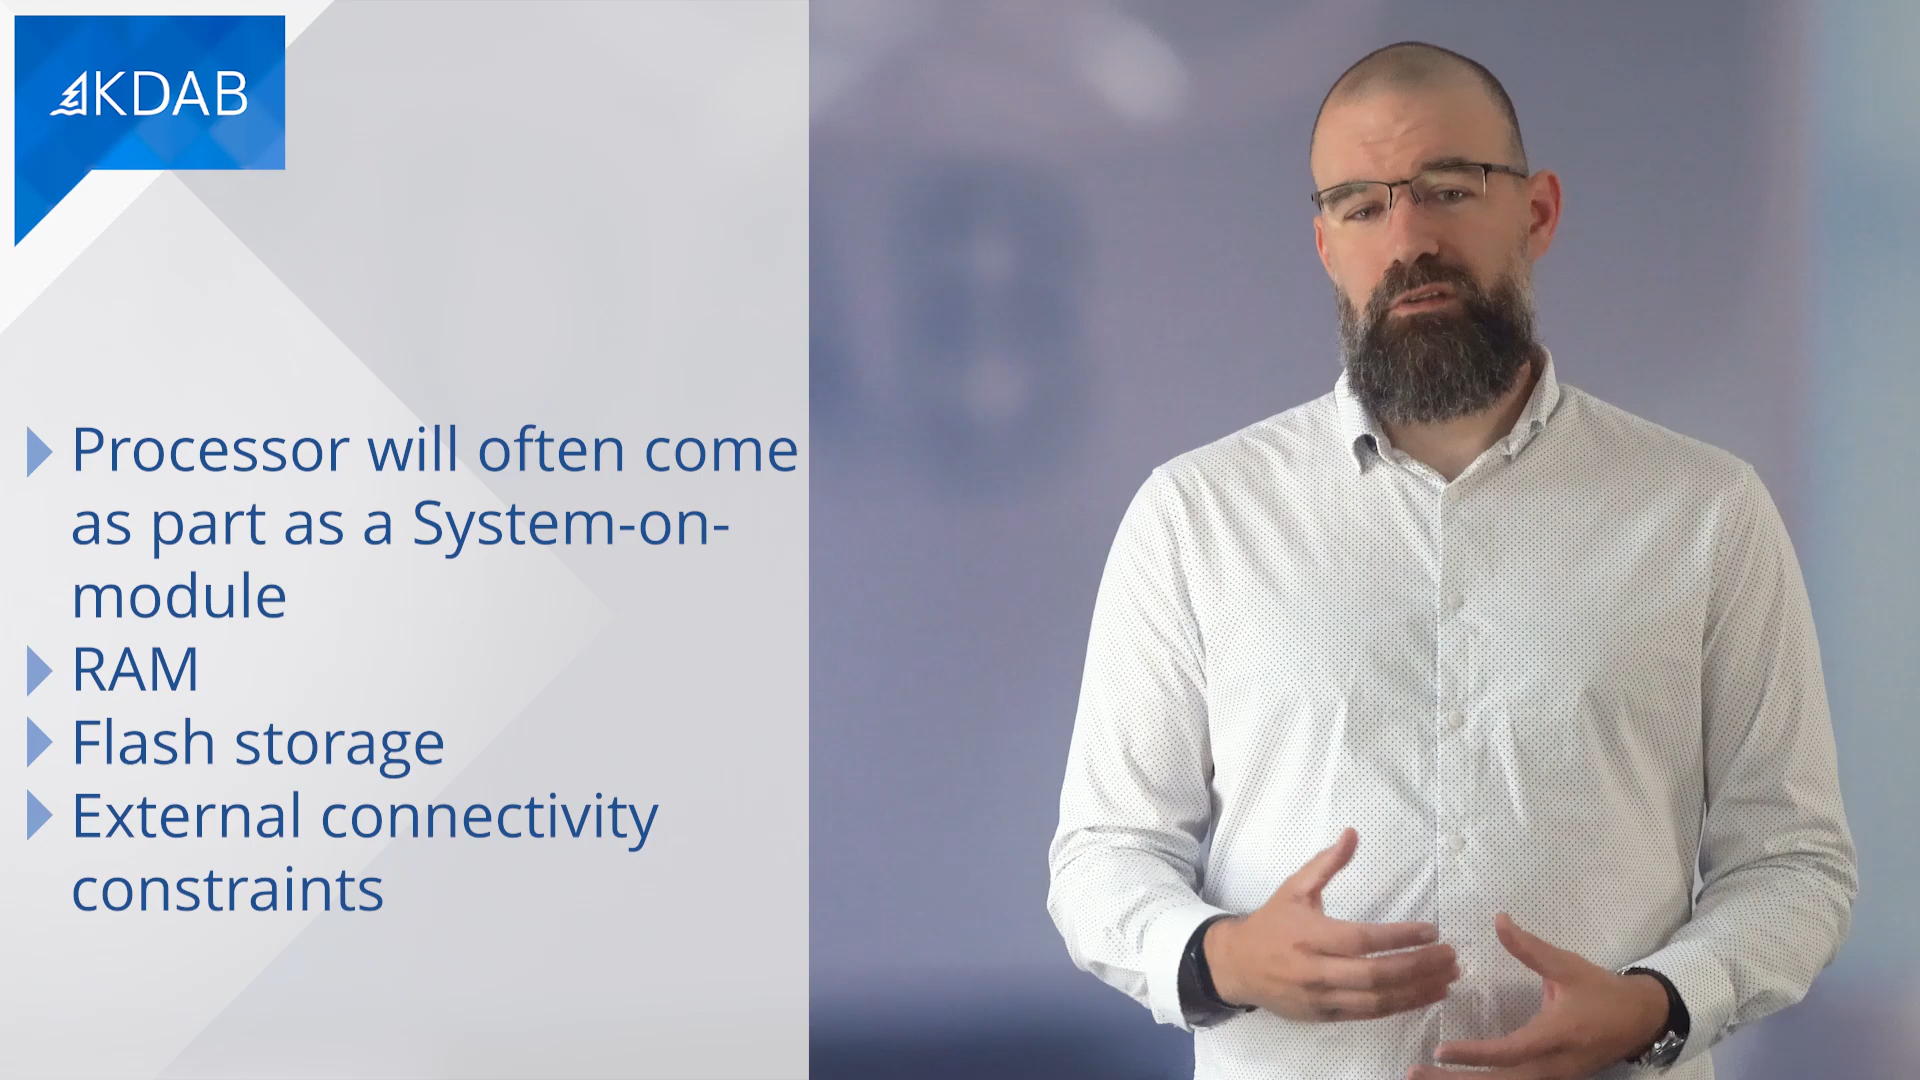 KDAB
Processor will often come
as part as a System-on-
module
RAM
Flash storage
External connectivity
constraints